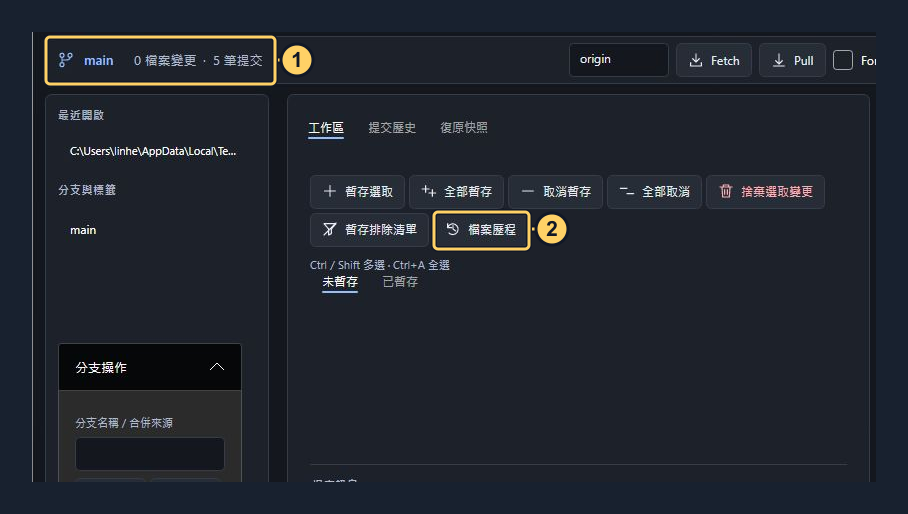 main 0 檔案變更 · 5 筆提交 1 origin Fetch Pull
最近開啟
C:\Users\linhe\AppData\Local\Te...
分支與標籤
main
分支操作
分支名稱 / 合併來源
工作區 提交歷史 復原快照
暫存選取 全部暫存 取消暫存 全部取消 捨棄選取變更
暫存排除清單 檔案歷程 2
Ctrl / Shift 多選 · Ctrl+A 全選
未暫存 已暫存